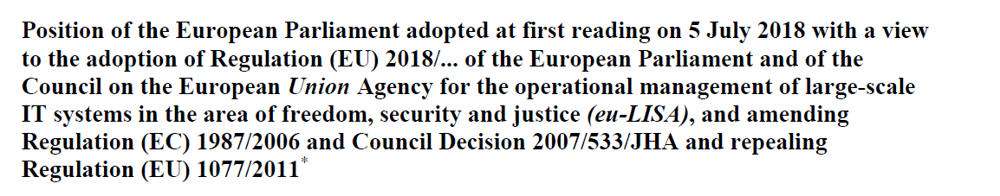 Position of the European Parliament adopted at first reading on 5 July 2018 with a view
to the adoption of Regulation (EU) 2018/... of the European Parliament and of the
Council on the European Union Agency for the operational management of large-scale
IT systems in the area of freedom, security and justice (eu-LISA), and amending
Regulation (EC) 1987/2006 and Council Decision 2007/533/JHA and repealing
Regulation (EU) 1077/2011*